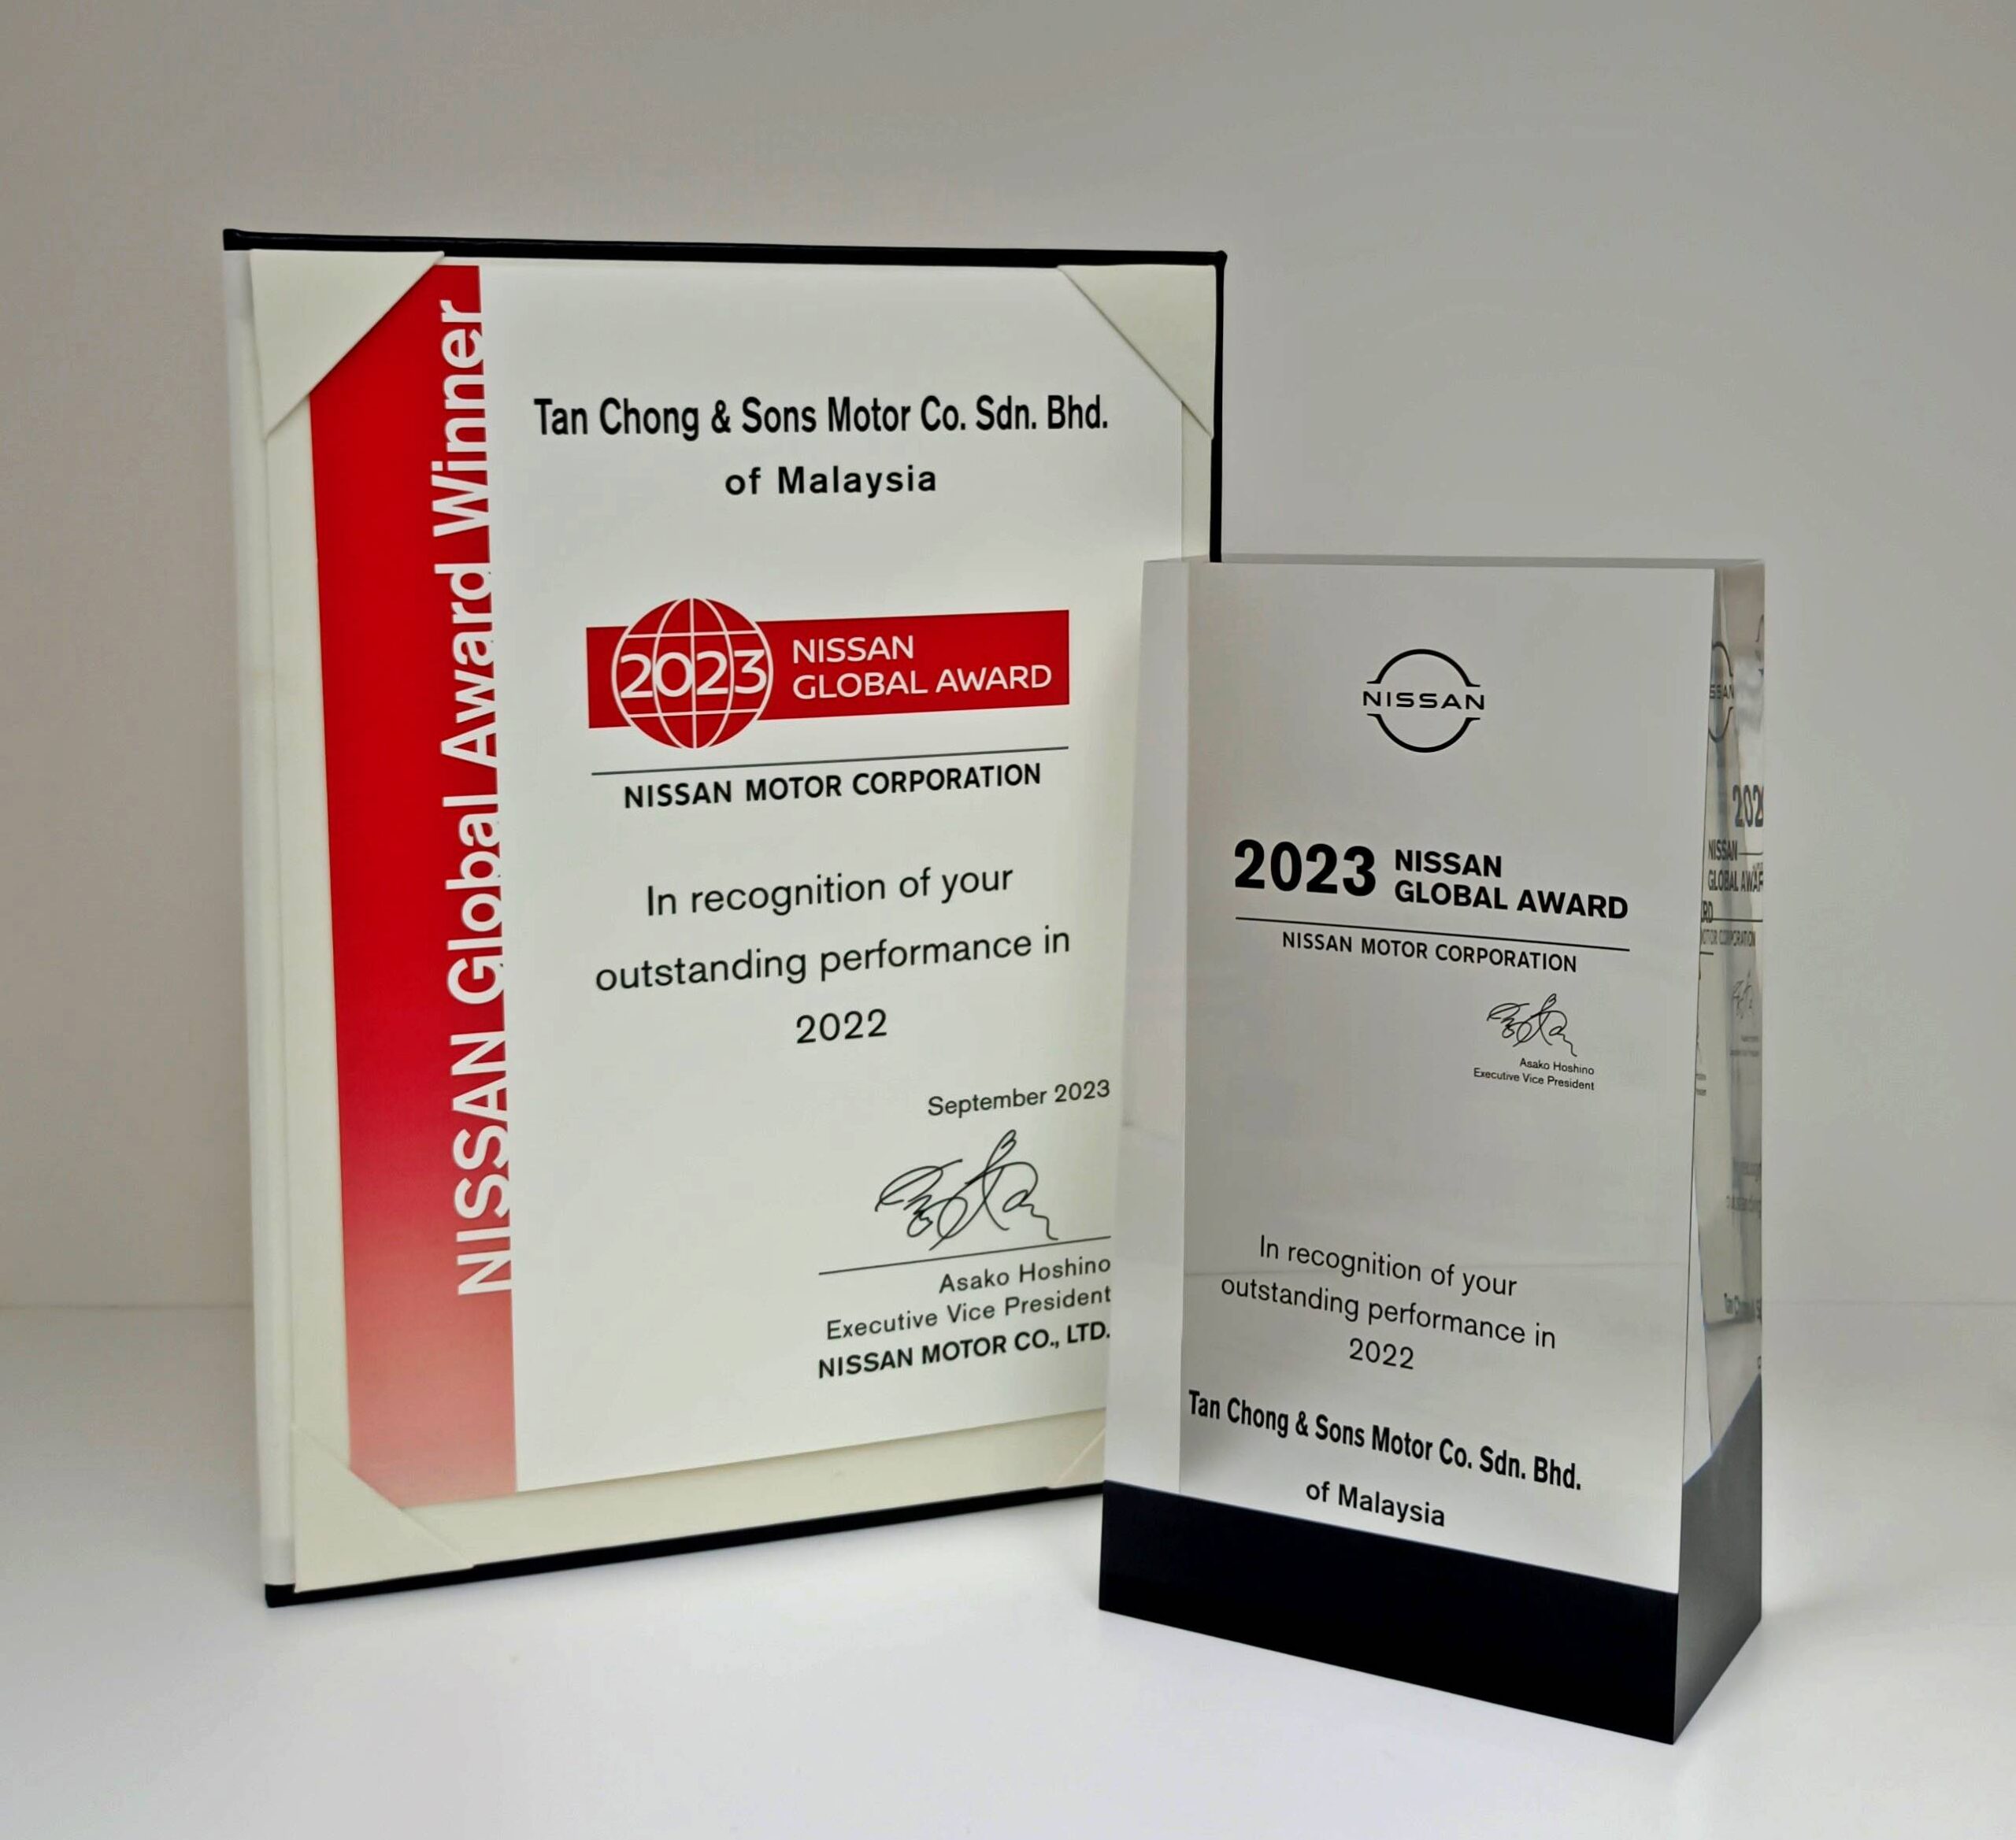 NISSAN Global Award Winner
Tan Chong & Sons Motor Co. Sdn. Bhd.
of Malaysia
2023
NISSAN
GLOBAL AWARD
NISSAN MOTOR CORPORATION
In recognition of your
outstanding performance in
2022
September 2023
Asako Hoshino
Executive Vice President
NISSAN MOTOR CO., LTD.
NISSAN
2023 NISSAN
GLOBAL AWARD
NISSAN MOTOR CORPORATION
Asako Hoshino
Executive Vice President
In recognition of your
outstanding performance in
2022
Tan Chong & Sons Motor Co. Sdn. Bhd.
of Malaysia